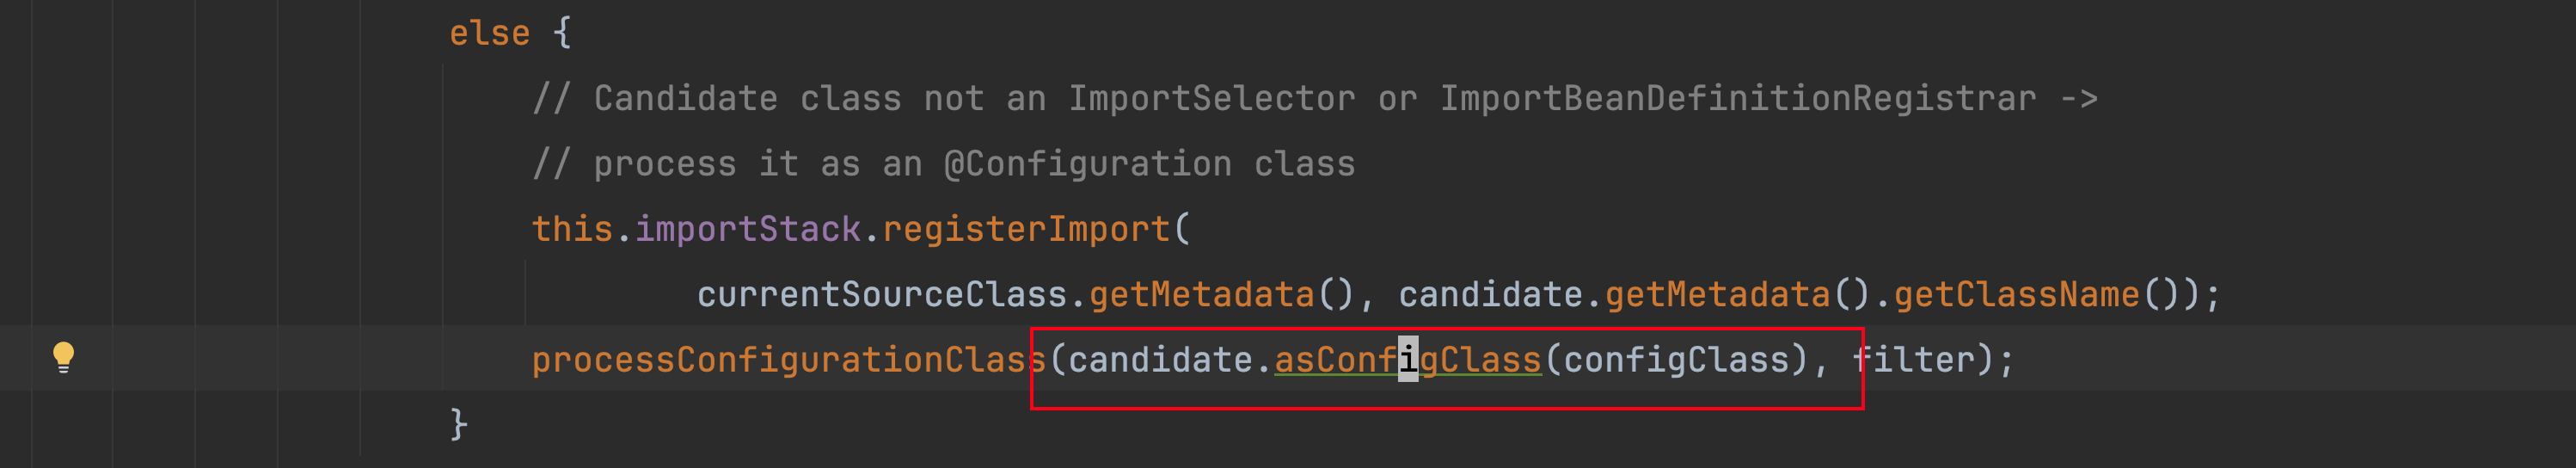 else {
// Candidate class not an ImportSelector or ImportBeanDefinitionRegistrar ->
// process it as an @Configuration class
this.importStack.registerImport(
currentSourceClass.getMetadata(), candidate.getMetadata().getClassName());
processConfigurationClass(candidate.asConfigClass(configClass), filter);
}